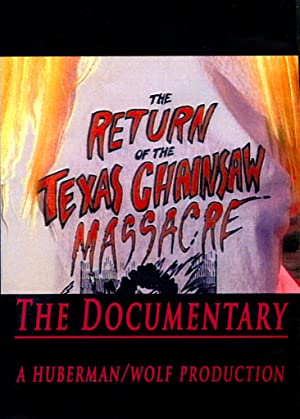 THE
RETURN
OF THE
TEXAS CHAINSAW
MASSACRE
THE DOCUMENTARY
A HUBERMAN/WOLF PRODUCTION